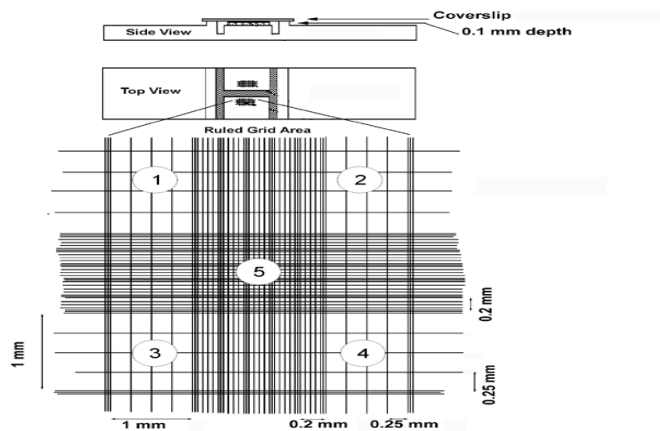 Coverslip
Side View
0.1 mm depth
Top View
Ruled Grid Area
1
2
5
0.2 mm
3
4
1 mm
0.25 mm
1 mm
0.2 mm
0.25 mm